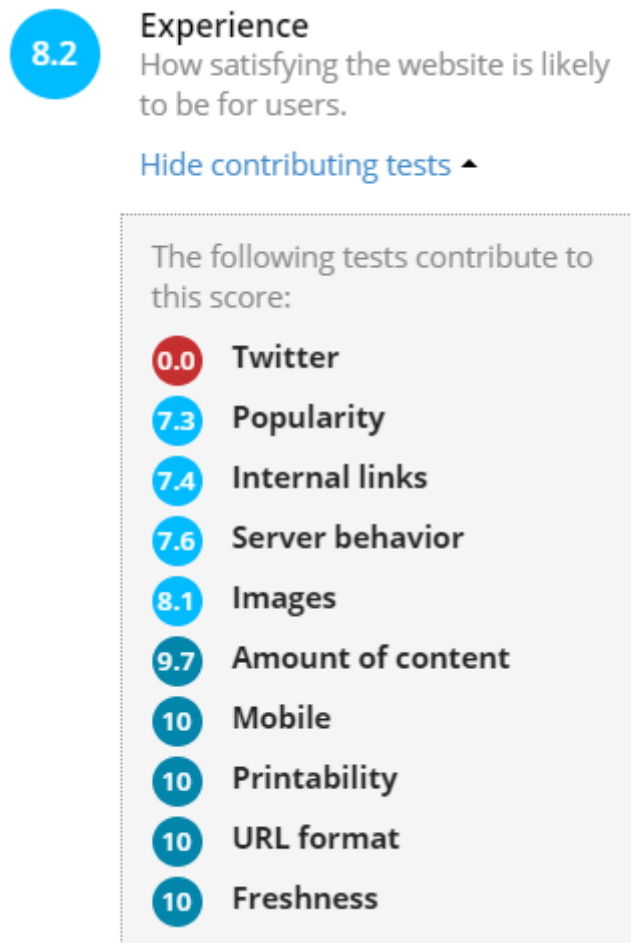 8.2
Experience
How satisfying the website is likely
to be for users.
Hide contributing tests
The following tests contribute to
this score:
0.0 Twitter
7.3 Popularity
7.4 Internal links
7.6 Server behavior
8.1 Images
9.7 Amount of content
10 Mobile
10 Printability
10 URL format
10 Freshness